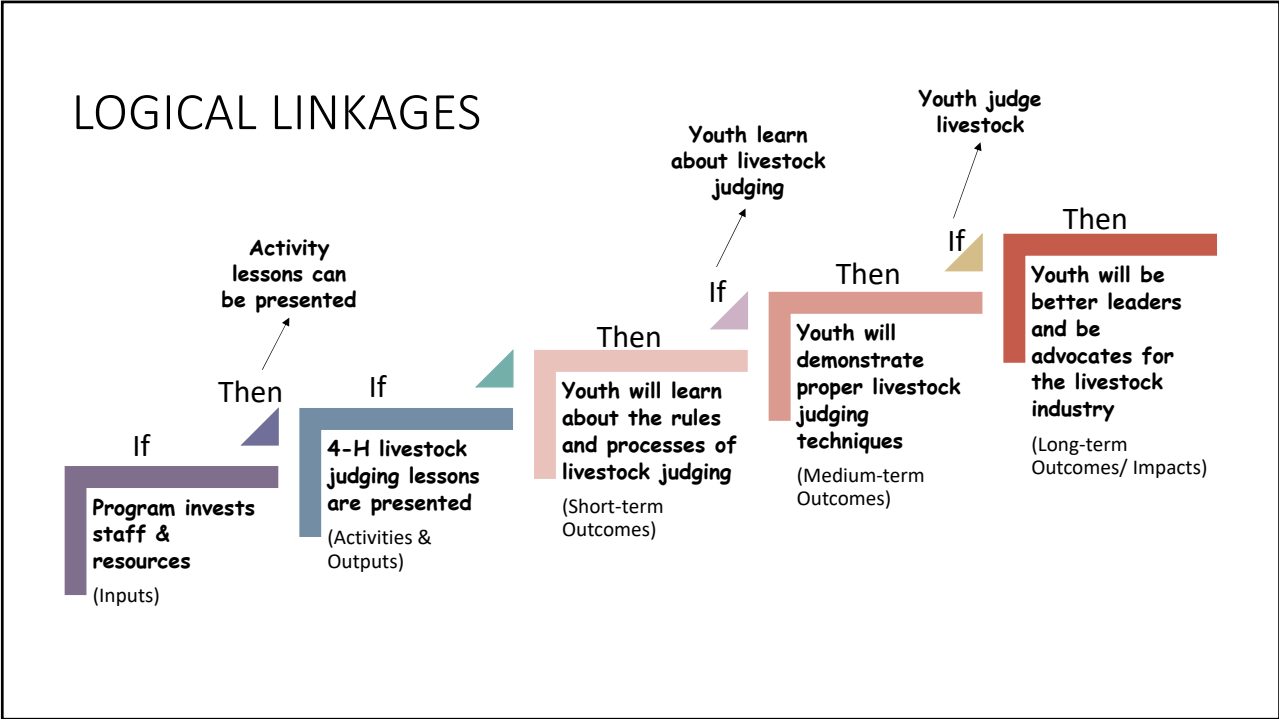 LOGICAL LINKAGES
If
Program invests
staff &
resources
(Inputs)
Then
Activity
lessons can
be presented
If
4-H livestock
judging lessons
are presented
(Activities &
Outputs)
Then
Youth will learn
about the rules
and processes of
livestock judging
(Short-term
Outcomes)
If
Youth learn
about livestock
judging
Then
Youth will
demonstrate
proper livestock
judging
techniques
(Medium-term
Outcomes)
If
Youth judge
livestock
Then
Youth will be
better leaders
and be
advocates for
the livestock
industry
(Long-term
Outcomes/ Impacts)